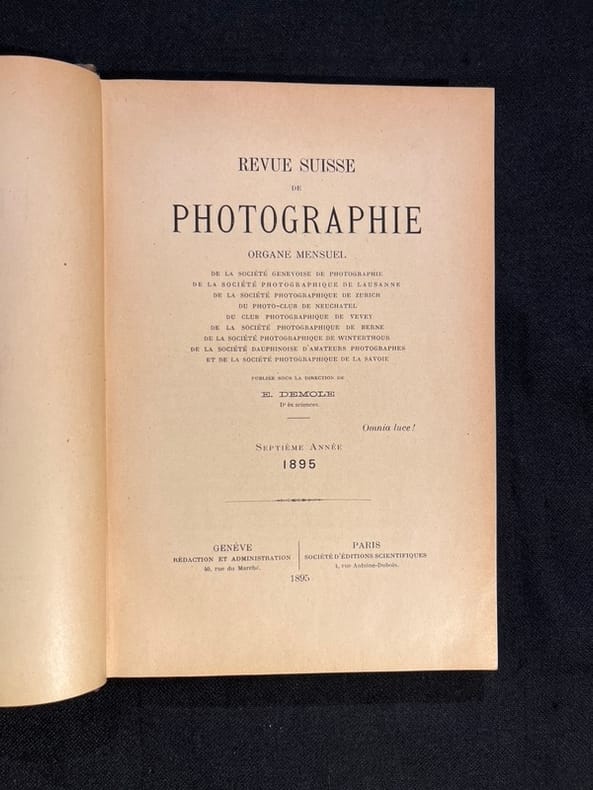 REVUE SUISSE
DE
PHOTOGRAPHIE
ORGANE MENSUEL
DE LA SOCIÉTÉ GENEVOISE DE PHOTOGRAPHIE
DE LA SOCIÉTÉ PHOTOGRAPHIQUE DE LAUSANNE
DE LA SOCIÉTÉ PHOTOGRAPHIQUE DE ZURICH
DU PHOTO-CLUB DE NEUCHATEL
DU CLUB PHOTOGRAPHIQUE DE VEVEY
DE LA SOCIÉTÉ PHOTOGRAPHIQUE DE BERNE
DE LA SOCIÉTÉ PHOTOGRAPHIQUE DE WINTERTHOUR
DE LA SOCIÉTÉ DAUPHINOISE D'AMATEURS PHOTOGRAPHES
ET DE LA SOCIÉTÉ PHOTOGRAPHIQUE DE LA SAVOIE
PUBLIÉE SOUS LA DIRECTION DE
E. DEMOLE
Dr ès sciences.
Omnia luce!
SEPTIÈME ANNÉE
1895
GENÈVE
RÉDACTION ET ADMINISTRATION
40, rue du Marché.
PARIS
SOCIÉTÉ D'ÉDITIONS SCIENTIFIQUES
4, rue Antoine-Dubois.
1895